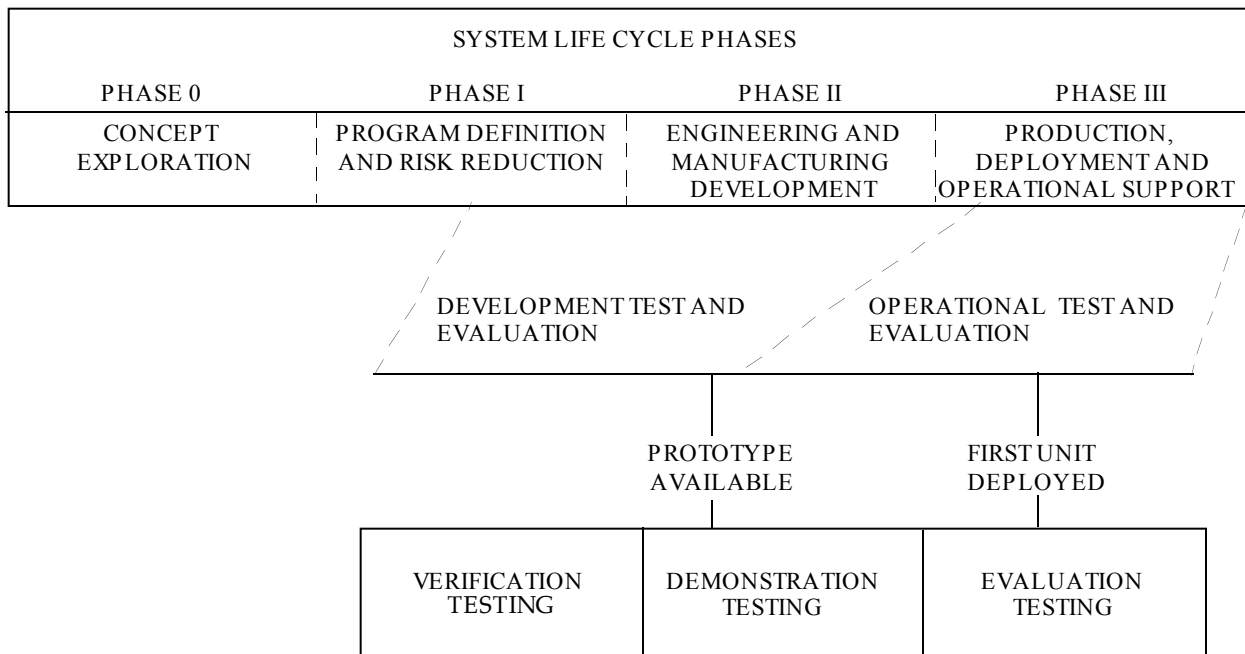 SYSTEM LIFE CYCLE PHASES
PHASE 0
PHASE I
PHASE II
PHASE III
CONCEPT
EXPLORATION
PROGRAM DEFINITION
AND RISK REDUCTION
ENGINEERING AND
MANUFACTURING
DEVELOPMENT
PRODUCTION,
DEPLOYMENT AND
OPERATIONAL SUPPORT
DEVELOPMENT TEST AND
EVALUATION
OPERATIONAL TEST AND
EVALUATION
PROTOTYPE
AVAILABLE
FIRST UNIT
DEPLOYED
VERIFICATION
TESTING
DEMONSTRATION
TESTING
EVALUATION
TESTING